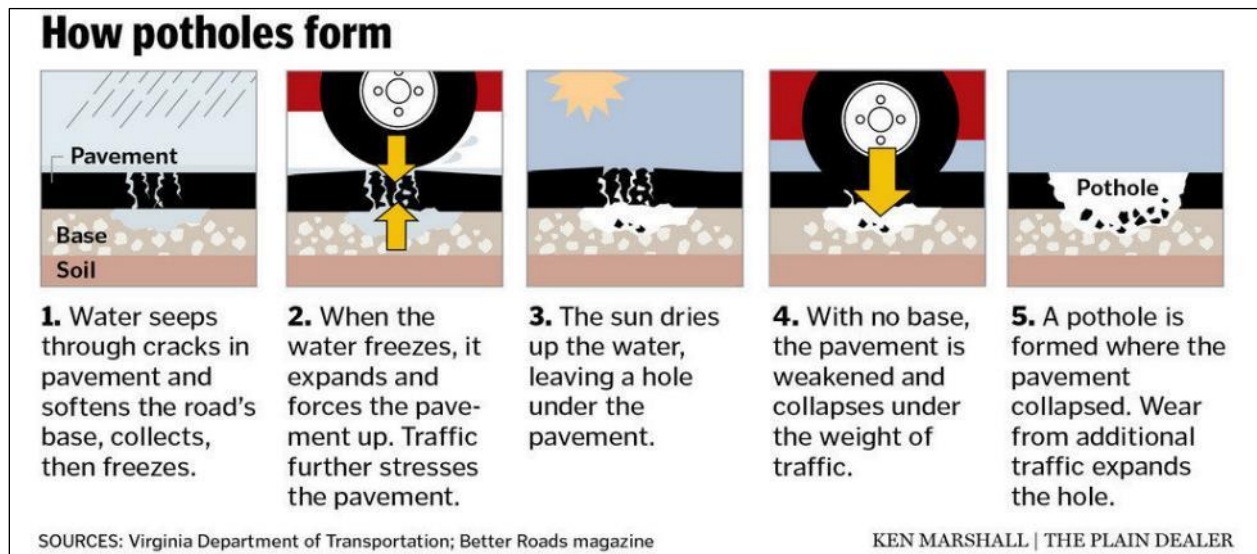 How potholes form
Pavement
Base
Soil
Pothole
1. Water seeps
through cracks in
pavement and
softens the road's
base, collects,
then freezes.
2. When the
water freezes, it
expands and
forces the pave-
ment up. Traffic
further stresses
the pavement.
3. The sun dries
up the water,
leaving a hole
under the
pavement.
4. With no base,
the pavement is
weakened and
collapses under
the weight of
traffic.
5. A pothole is
formed where the
pavement
collapsed. Wear
from additional
traffic expands
the hole.
SOURCES: Virginia Department of Transportation; Better Roads magazine
KEN MARSHALL | THE PLAIN DEALER